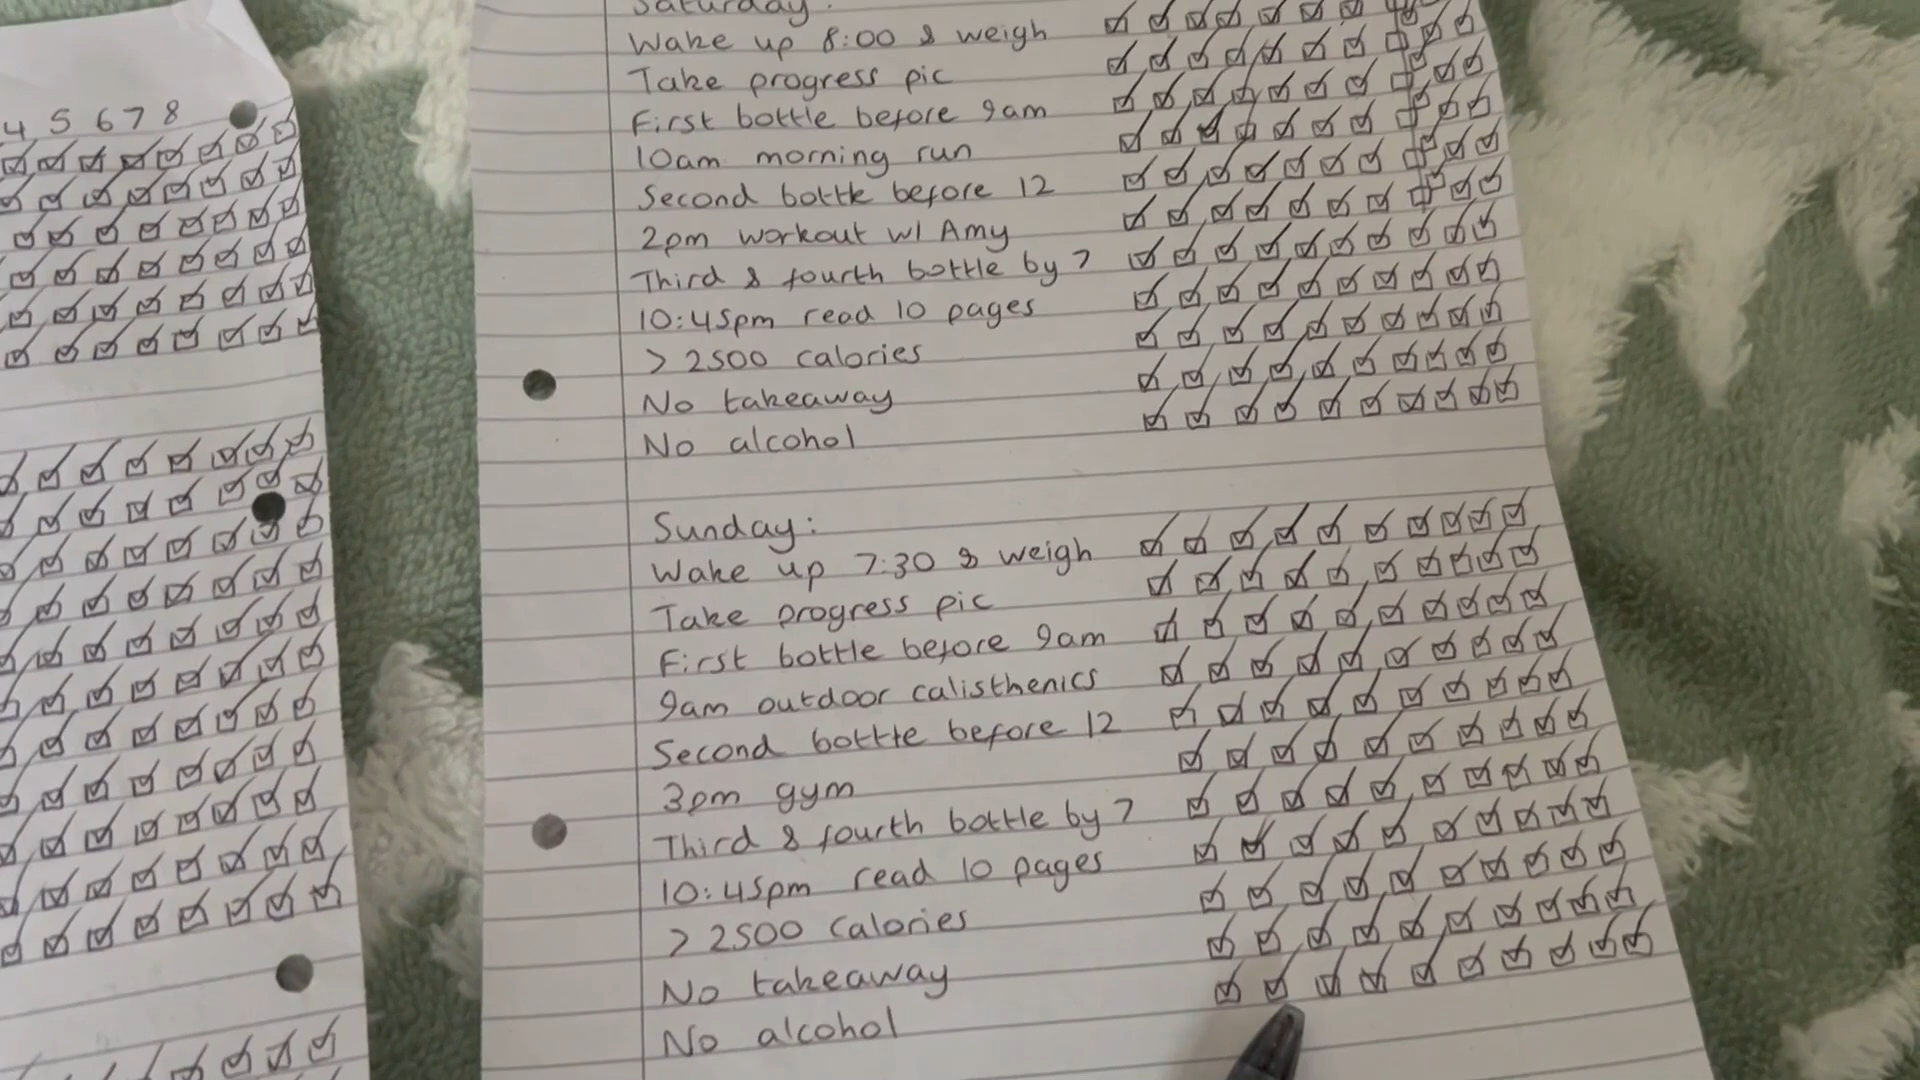 4 5 6 7 8
Saturday:
Wake up 8:00 & weigh
Take progress pic
First bottle before 9am
10am morning run
Second bottle before 12
2pm workout w/ Amy
Third & fourth bottle by 7
10:45pm read 10 pages
> 2500 calories
No takeaway
No alcohol
Sunday:
Wake up 7:30 & weigh
Take progress pic
First bottle before 9am
9am outdoor calisthenics
Second bottle before 12
3pm gym
Third & fourth bottle by 7
10:45pm read 10 pages
> 2500 calories
No takeaway
No alcohol